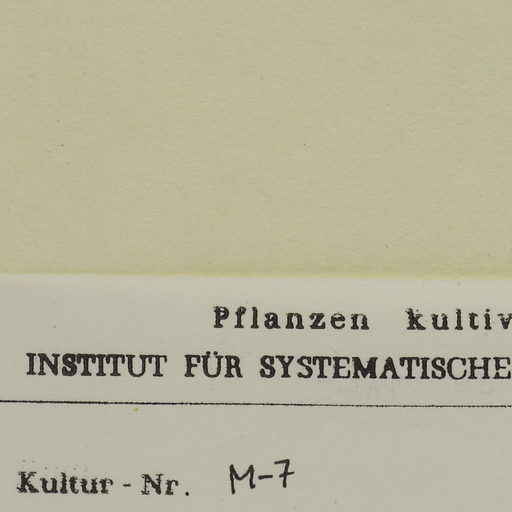 Pflanzen kultiv
INSTITUT FÜR SYSTEMATISCHE
Kultur - Nr. M-7